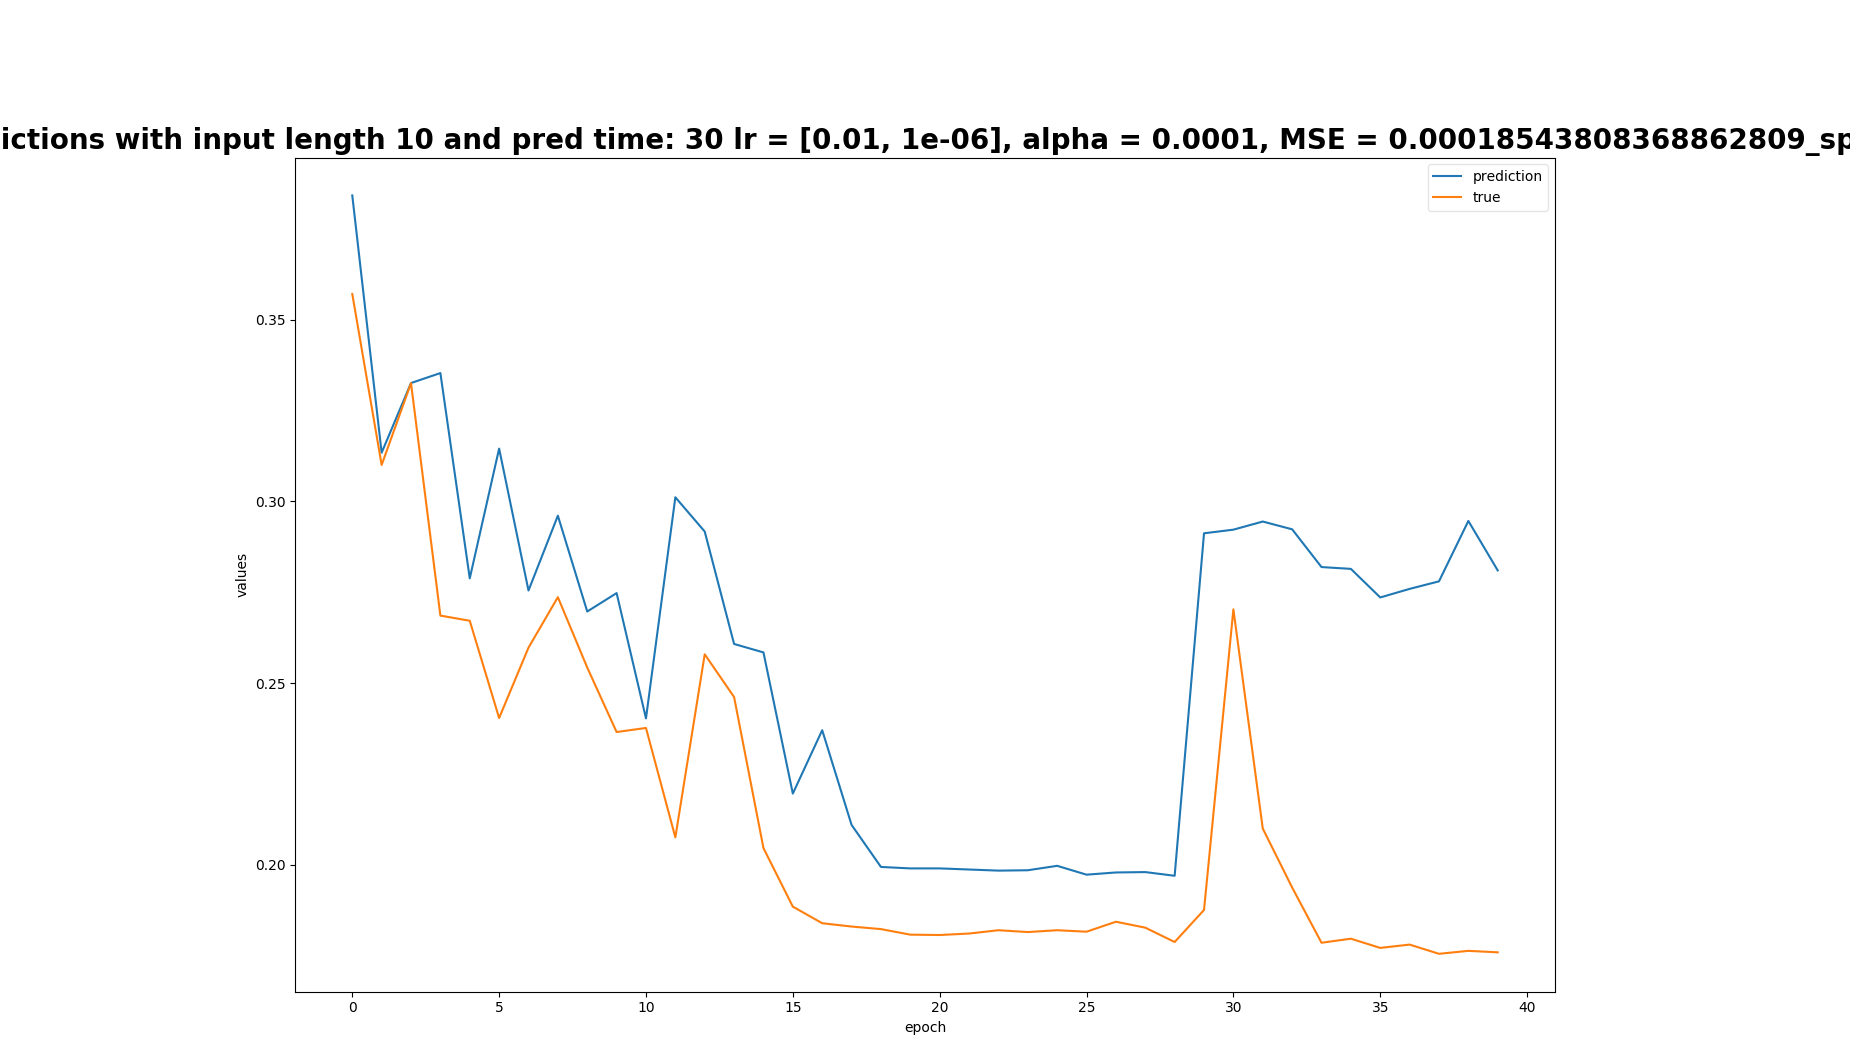 ictions with input length 10 and pred time: 30 lr = [0.01, 1e-06], alpha = 0.0001, MSE = 0.00018543808368862809_sp
prediction
true
0.35
0.30
0.25
0.20
values
0 5 10 15 20 25 30 35 40
epoch